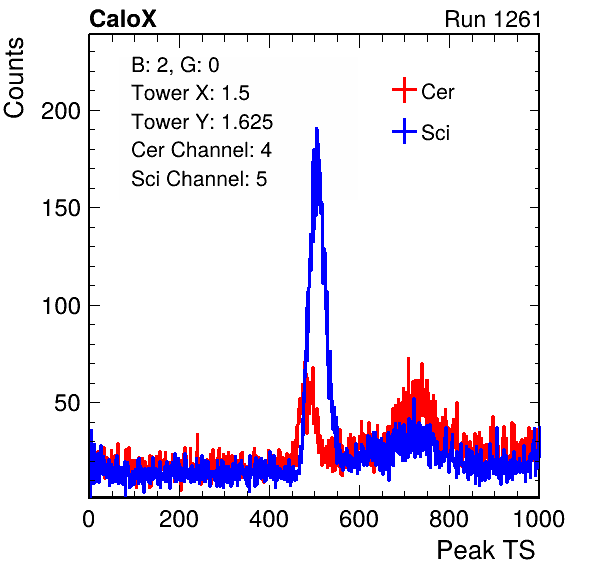 CaloX Run 1261
Counts
B: 2, G: 0
Tower X: 1.5
Tower Y: 1.625
Cer Channel: 4
Sci Channel: 5
Cer
Sci
200
150
100
50
0 200 400 600 800 1000
Peak TS